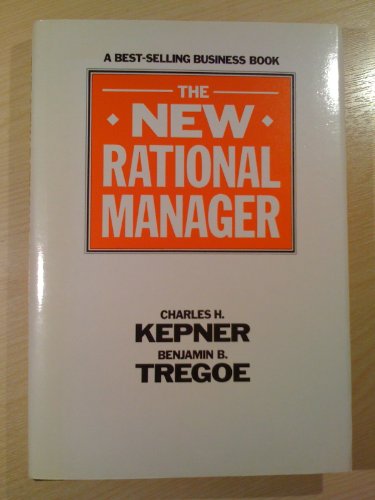 A BEST-SELLING BUSINESS BOOK
THE
NEW
RATIONAL
MANAGER
CHARLES H.
KEPNER
BENJAMIN B.
TREGOE